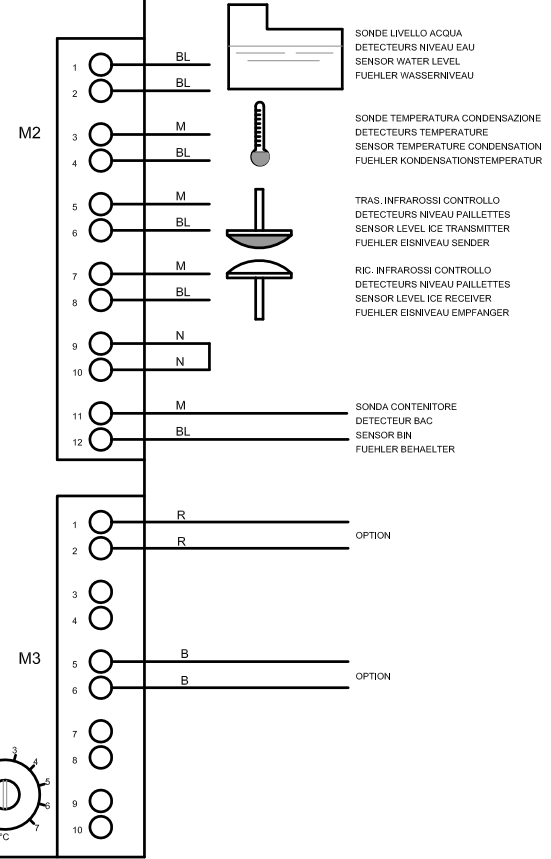 SONDE LIVELLO ACQUA
DETECTEURS NIVEAU EAU
SENSOR WATER LEVEL
FUEHLER WASSERNIVEAU
1 BL
2 BL
M2
SONDE TEMPERATURA CONDENSAZIONE
DETECTEURS TEMPERATURE
SENSOR TEMPERATURE CONDENSATION
FUEHLER KONDENSATIONSTEMPERATUR
3 M
4 BL
TRAS. INFRAROSSI CONTROLLO
DETECTEURS NIVEAU PAILLETTES
SENSOR LEVEL ICE TRANSMITTER
FUEHLER EISNIVEAU SENDER
5 M
6 BL
RIC. INFRAROSSI CONTROLLO
DETECTEURS NIVEAU PAILLETTES
SENSOR LEVEL ICE RECEIVER
FUEHLER EISNIVEAU EMPFANGER
7 M
8 BL
9 N
10 N
11 M
12 BL
SONDA CONTENITORE
DETECTEUR BAC
SENSOR BIN
FUEHLER BEHAELTER
1 R
2 R
OPTION
3
4
M3
5 B
6 B
OPTION
7
8
9
10
3
4
5
6
7
°C